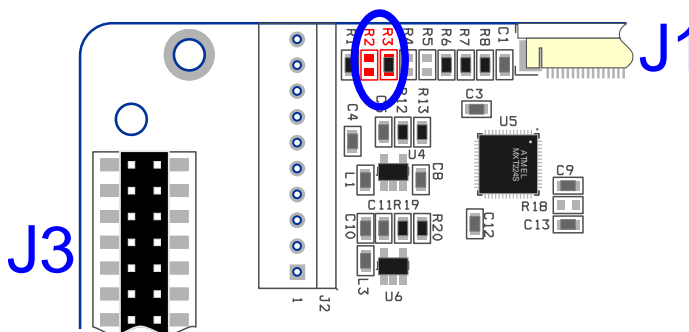 J1
R1
R2
R3
R4
R5
R6
R7
R8
C1
C3
U5
ATMEL
MXT224S
C4
R12
R13
U4
L1
C8
C9
R18
C13
C12
C11
R19
C10
R20
L3
U6
J3
1
J2